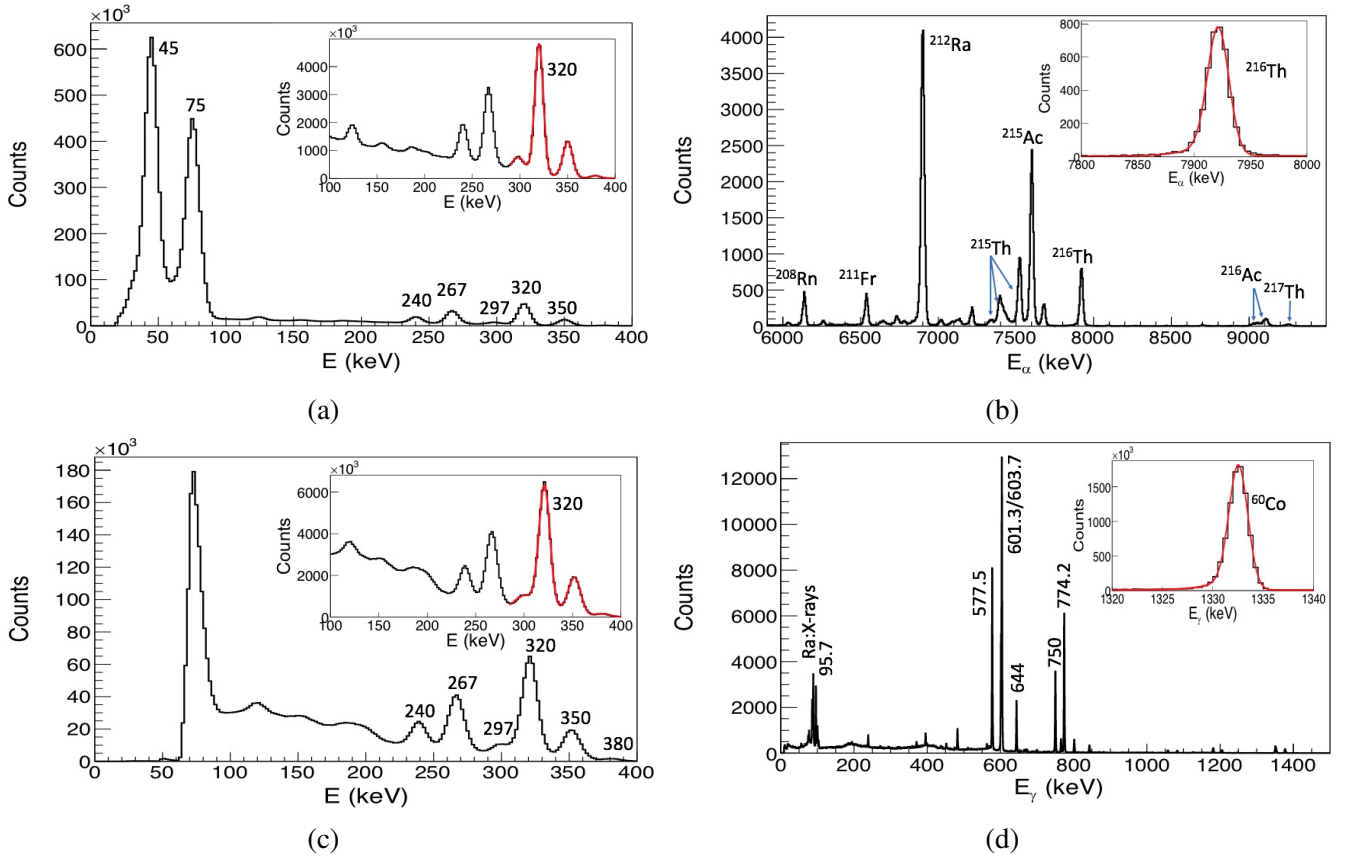 ×10³
600
500
400
300
200
100
0
0 50 100 150 200 250 300 350 400
Counts
E (keV)
45
75
240
267
297
320
350
×10³
5000
4000
3000
2000
1000
0
100 150 200 250 300 350 400
Counts
E (keV)
320
(a)
4000
3500
3000
2500
2000
1500
1000
500
0
6000 6500 7000 7500 8000 8500 9000
Counts
Eα (keV)
²⁰⁸Rn
²¹¹Fr
²¹²Ra
²¹⁵Th
²¹⁵Ac
²¹⁶Th
²¹⁶Ac
²¹⁷Th
800
600
400
200
0
7800 7850 7900 7950 8000
Counts
Eα (keV)
²¹⁶Th
(b)
×10³
180
160
140
120
100
80
60
40
20
0
0 50 100 150 200 250 300 350 400
Counts
E (keV)
240
267
297
320
350
380
×10³
6000
4000
2000
0
100 150 200 250 300 350 400
Counts
E (keV)
320
(c)
12000
10000
8000
6000
4000
2000
0
0 200 400 600 800 1000 1200 1400
Counts
Eγ (keV)
Ra:X-rays
95.7
577.5
601.3/603.7
644
750
774.2
×10³
1500
1000
500
0
1320 1325 1330 1335 1340
Counts
Eγ (keV)
⁶⁰Co
(d)